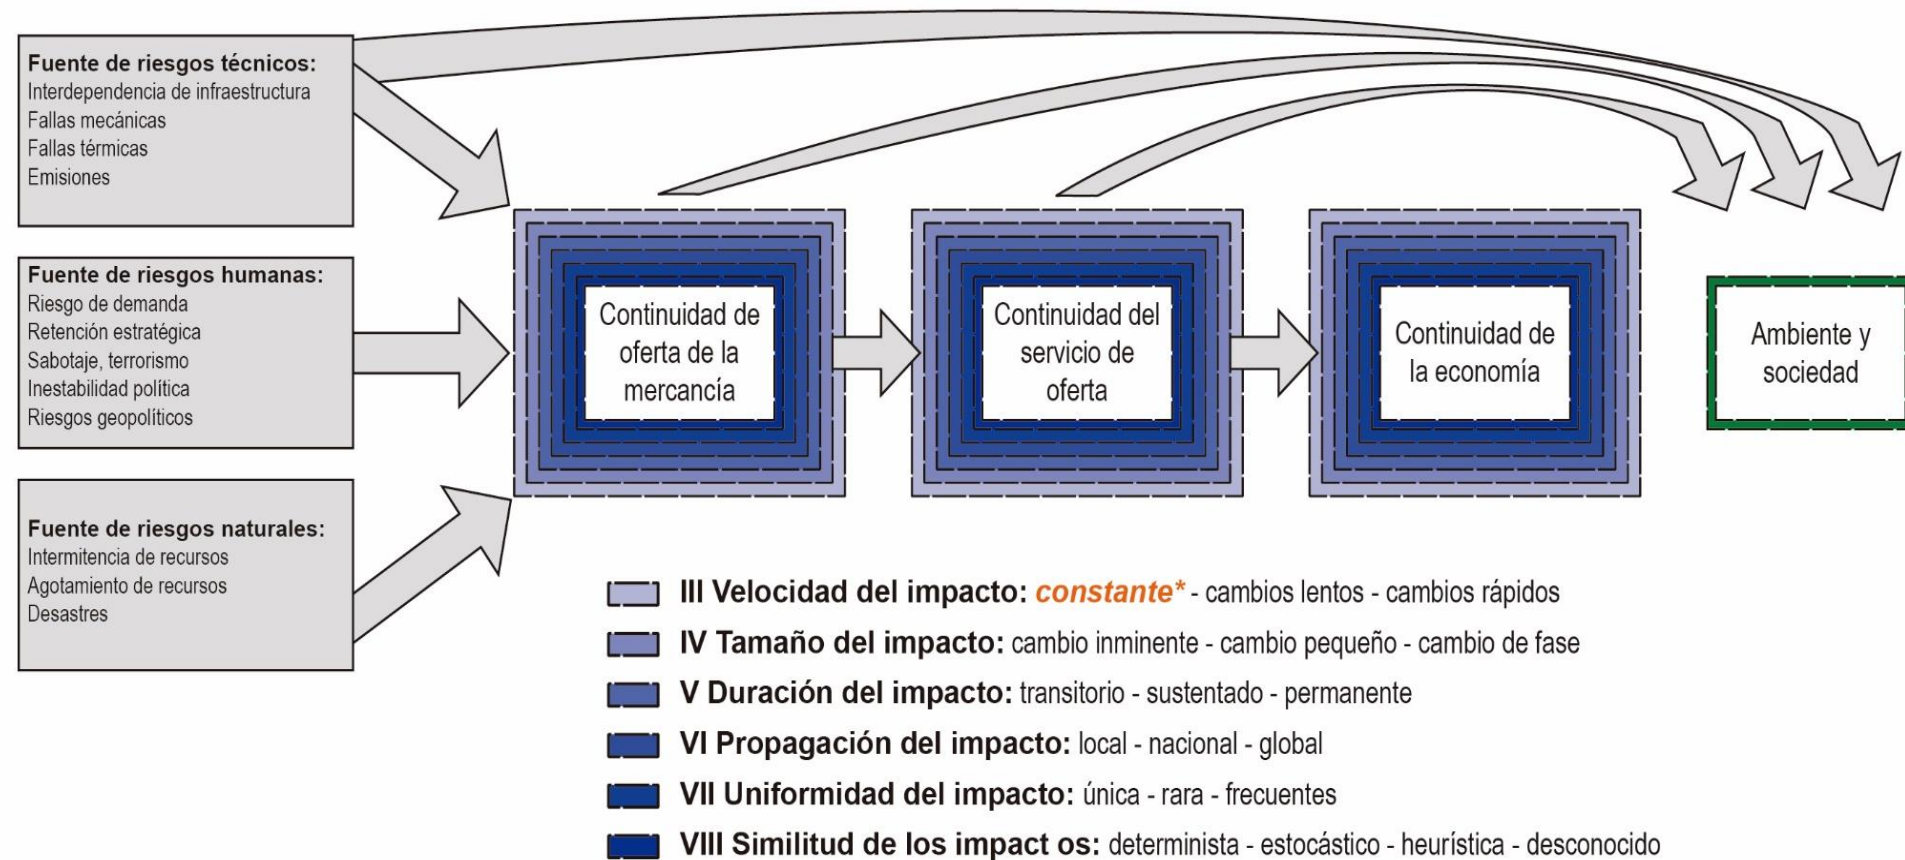 Fuente de riesgos técnicos:
Interdependencia de infraestructura
Fallas mecánicas
Fallas térmicas
Emisiones
Fuente de riesgos humanas:
Riesgo de demanda
Retención estratégica
Sabotaje, terrorismo
Inestabilidad política
Riesgos geopolíticos
Fuente de riesgos naturales:
Intermitencia de recursos
Agotamiento de recursos
Desastres
Continuidad de
oferta de la
mercancía
Continuidad del
servicio de
oferta
Continuidad de
la economía
Ambiente y
sociedad
III Velocidad del impacto: constante* - cambios lentos - cambios rápidos
IV Tamaño del impacto: cambio inminente - cambio pequeño - cambio de fase
V Duración del impacto: transitorio - sustentado - permanente
VI Propagación del impacto: local - nacional - global
VII Uniformidad del impacto: única - rara - frecuentes
VIII Similitud de los impact os: determinista - estocástico - heurística - desconocido